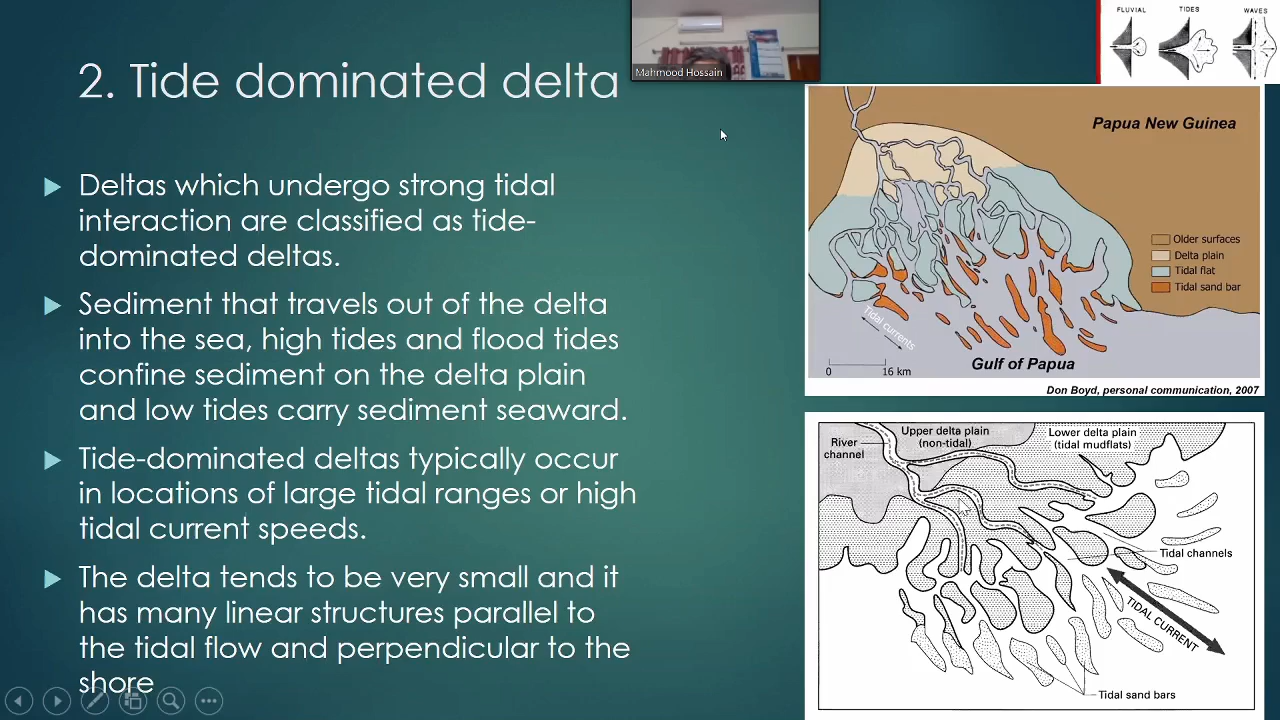 2. Tide dominated delta
Deltas which undergo strong tidal
interaction are classified as tide-
dominated deltas.
Sediment that travels out of the delta
into the sea, high tides and flood tides
confine sediment on the delta plain
and low tides carry sediment seaward.
Tide-dominated deltas typically occur
in locations of large tidal ranges or high
tidal current speeds.
The delta tends to be very small and it
has many linear structures parallel to
the tidal flow and perpendicular to the
shore
Mahmood Hossain
FLUVIAL TIDES WAVES
Papua New Guinea
Older surfaces
Delta plain
Tidal flat
Tidal sand bar
Tidal currents
0 16 km
Gulf of Papua
Don Boyd, personal communication, 2007
River
channel
Upper delta plain
(non-tidal)
Lower delta plain
(tidal mudflats)
Tidal channels
TIDAL CURRENT
Tidal sand bars